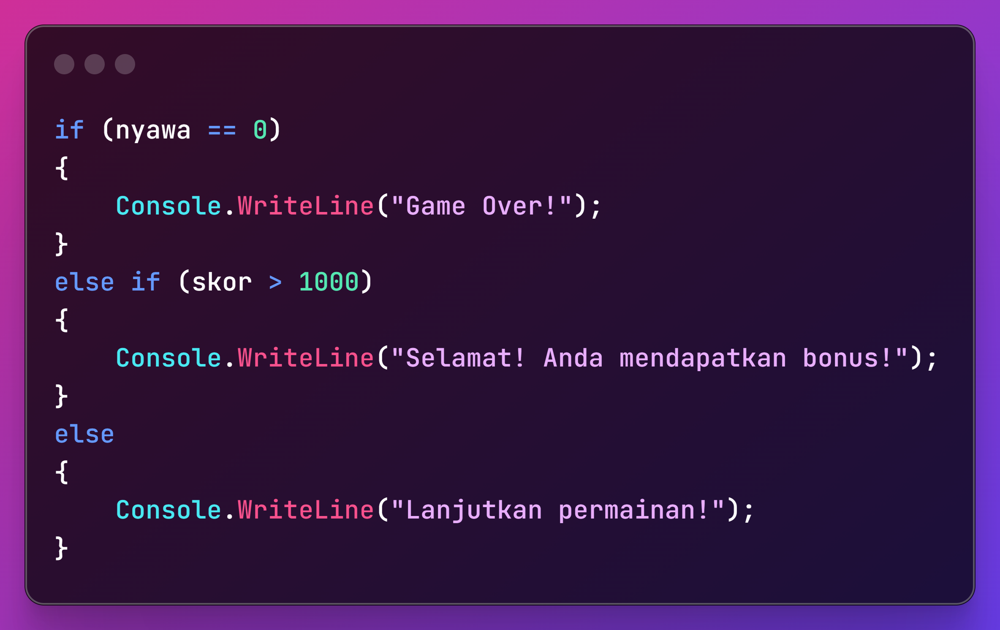 if (nyawa == 0)
{
    Console.WriteLine("Game Over!");
}
else if (skor > 1000)
{
    Console.WriteLine("Selamat! Anda mendapatkan bonus!");
}
else
{
    Console.WriteLine("Lanjutkan permainan!");
}